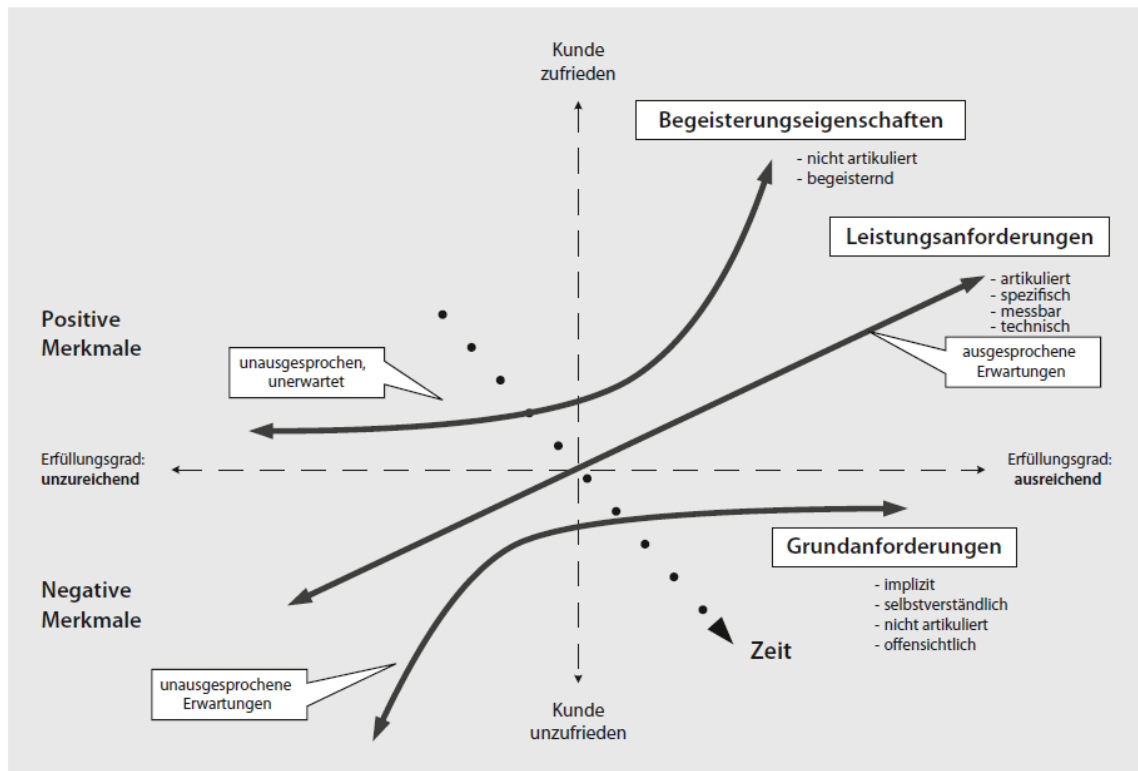 Kunde
zufrieden
Begeisterungseigenschaften
- nicht artikuliert
- begeisternd
Leistungsanforderungen
- artikuliert
- spezifisch
- messbar
- technisch
Positive
Merkmale
unausgesprochen,
unerwartet
ausgesprochene
Erwartungen
Erfüllungsgrad:
unzureichend
Erfüllungsgrad:
ausreichend
Grundanforderungen
- implizit
- selbstverständlich
- nicht artikuliert
- offensichtlich
Negative
Merkmale
Zeit
unausgesprochene
Erwartungen
Kunde
unzufrieden